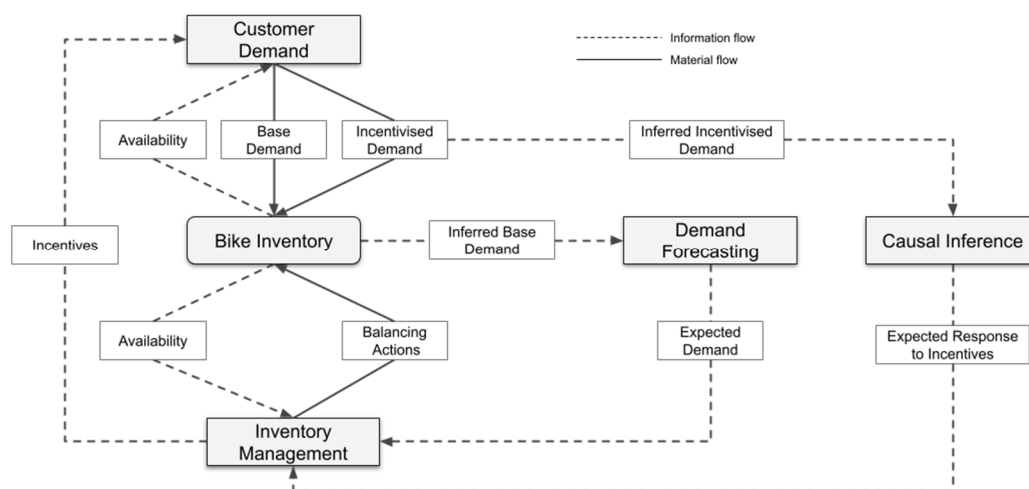 Customer
Demand
Information flow
Material flow
Availability
Base
Demand
Incentivised
Demand
Inferred Incentivised
Demand
Incentives
Bike Inventory
Inferred Base
Demand
Demand
Forecasting
Causal Inference
Availability
Balancing
Actions
Expected
Demand
Expected Response
to Incentives
Inventory
Management